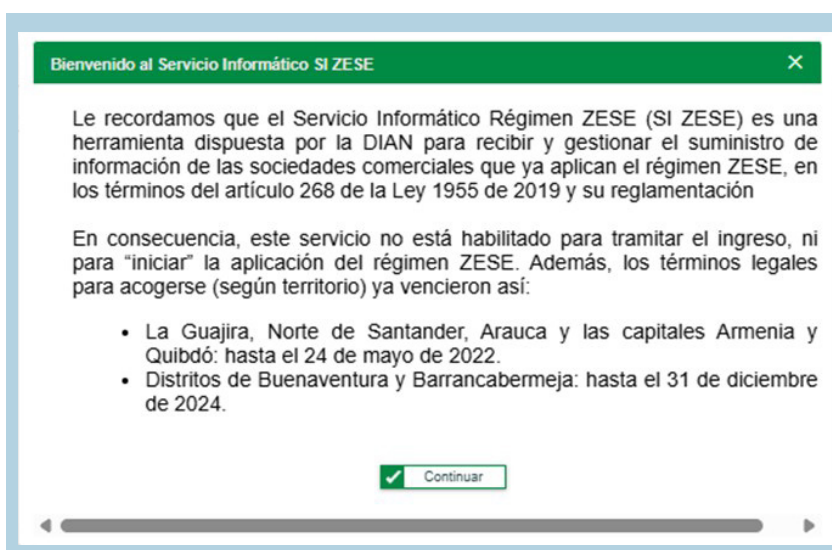 Bienvenido al Servicio Informático SI ZESE
Le recordamos que el Servicio Informático Régimen ZESE (SI ZESE) es una
herramienta dispuesta por la DIAN para recibir y gestionar el suministro de
información de las sociedades comerciales que ya aplican el régimen ZESE, en
los términos del artículo 268 de la Ley 1955 de 2019 y su reglamentación
En consecuencia, este servicio no está habilitado para tramitar el ingreso, ni
para “iniciar” la aplicación del régimen ZESE. Además, los términos legales
para acogerse (según territorio) ya vencieron así:
• La Guajira, Norte de Santander, Arauca y las capitales Armenia y
Quibdó: hasta el 24 de mayo de 2022.
• Distritos de Buenaventura y Barrancabermeja: hasta el 31 de diciembre
de 2024.
Continuar